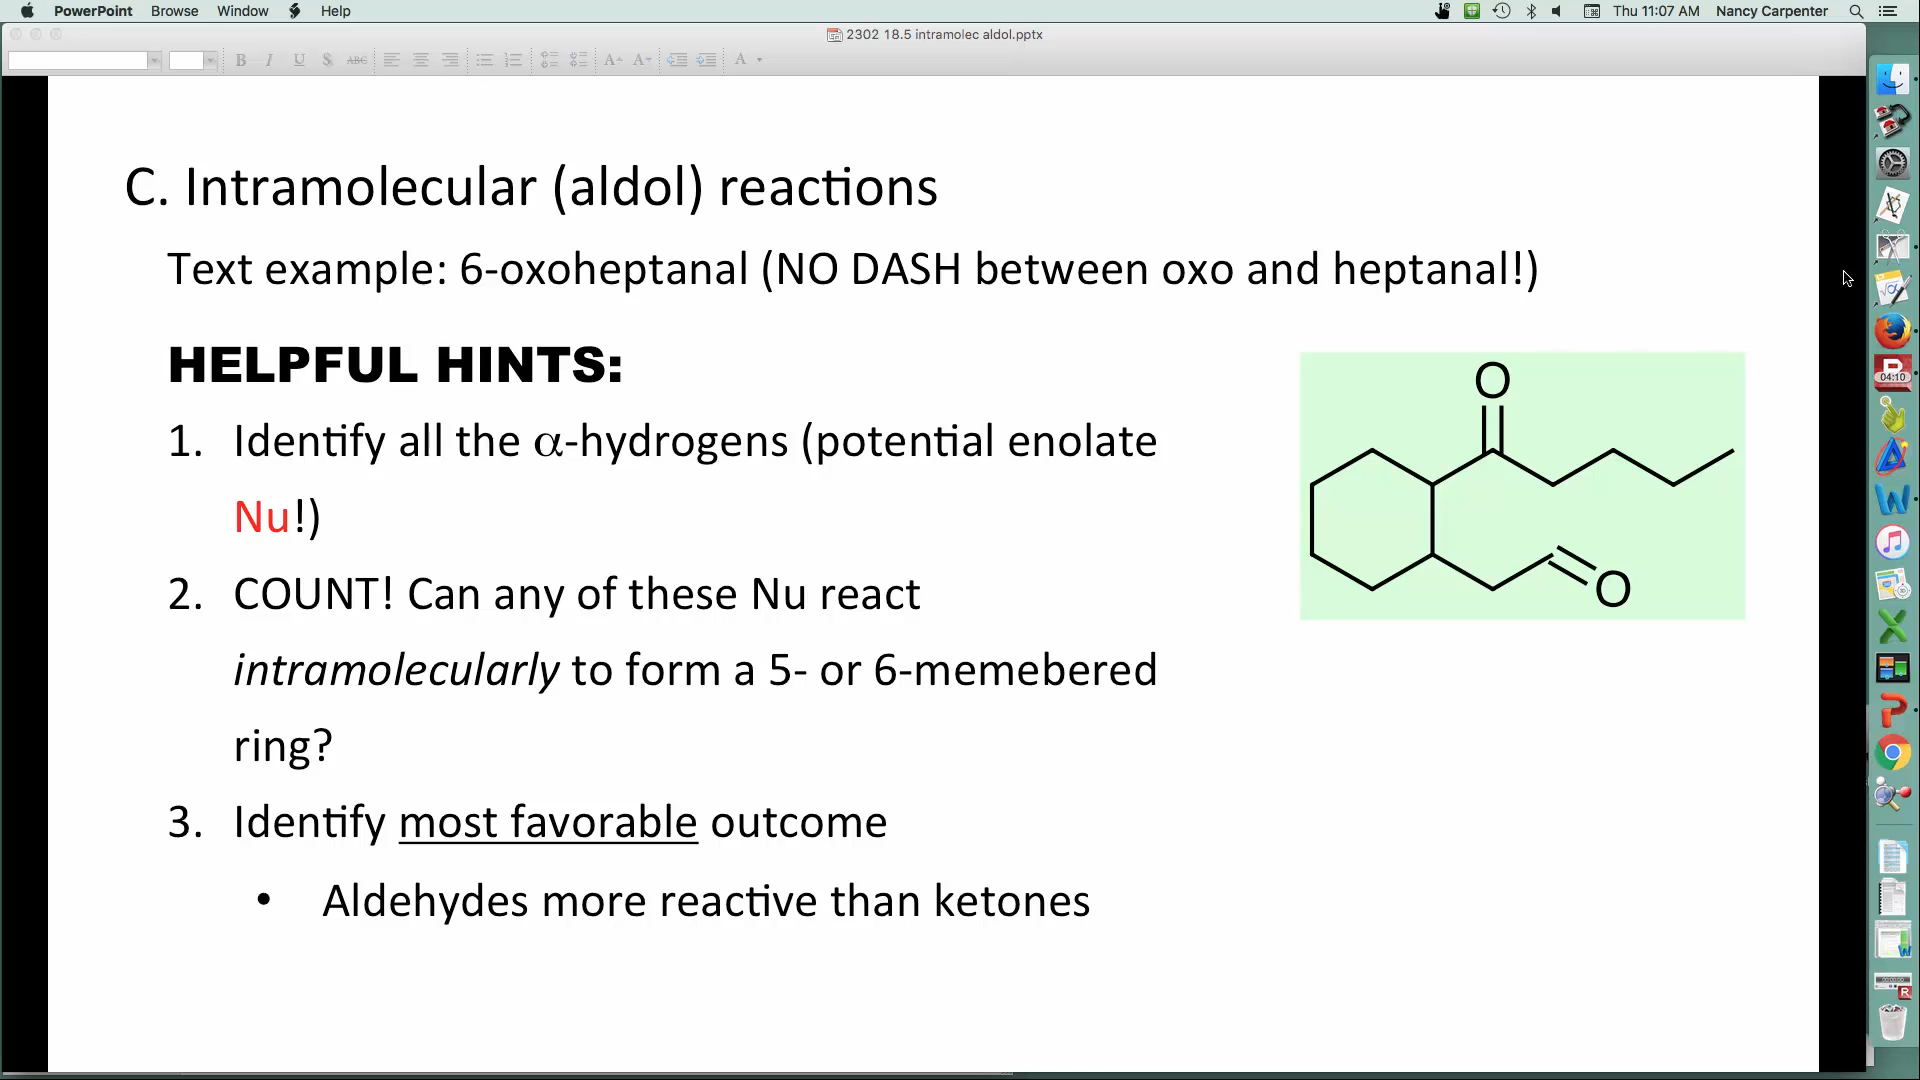 PowerPoint Browse Window Help Thu 11:07 AM Nancy Carpenter
2302 18.5 intramolec aldol.pptx
B I U S ABC A A A
C. Intramolecular (aldol) reactions
Text example: 6-oxoheptanal (NO DASH between oxo and heptanal!)
HELPFUL HINTS:
1. Identify all the α-hydrogens (potential enolate
Nu!)
2. COUNT! Can any of these Nu react
intramolecularly to form a 5- or 6-memebered
ring?
3. Identify most favorable outcome
• Aldehydes more reactive than ketones
O
O
04:10